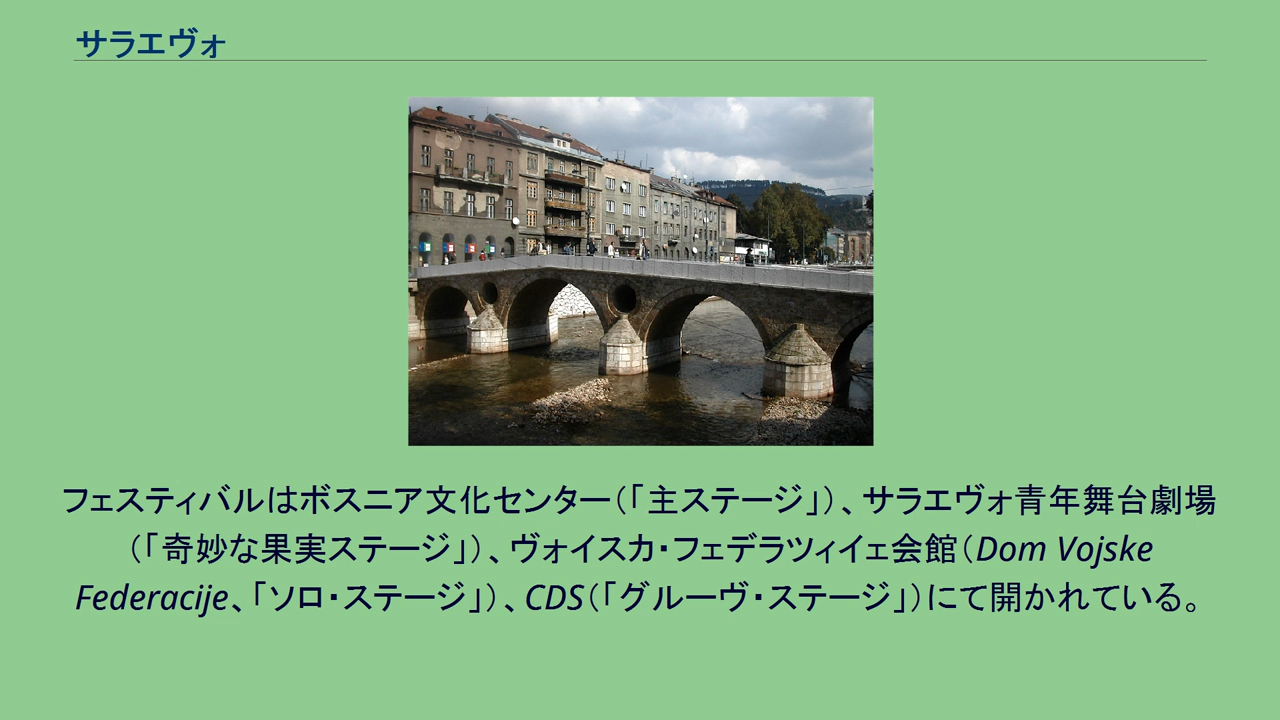 サラエヴォ
フェスティバルはボスニア文化センター（「主ステージ」）、サラエヴォ青年舞台劇場
（「奇妙な果実ステージ」）、ヴォイスカ・フェデラツィイェ会館（Dom Vojske
Federacije、「ソロ・ステージ」）、CDS（「グルーヴ・ステージ」）にて開かれている。